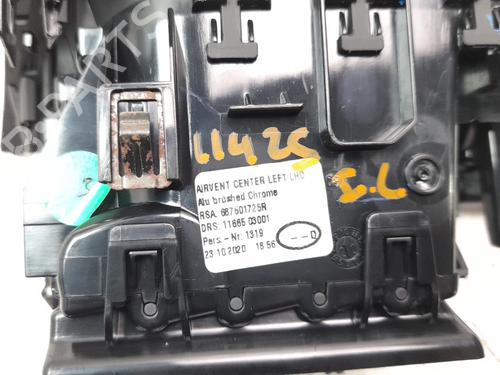 B-PARTS
L142C
I.L
AIRVENT CENTER LEFT LHD
Alu brushed Chrome
RSA: 687601725R
DRS: 11665 03001
Pers.- Nr: 1319
23.10.2020 18:56